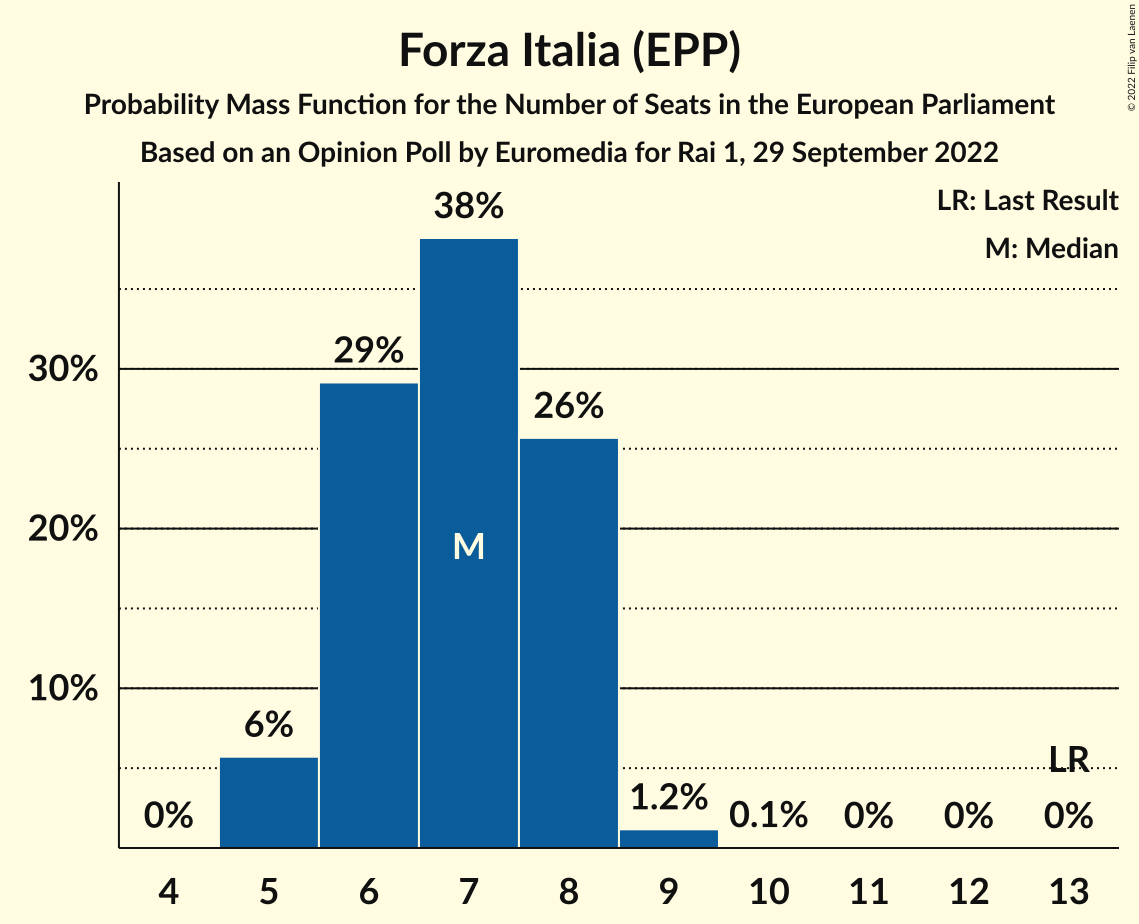 Forza Italia (EPP)
Probability Mass Function for the Number of Seats in the European Parliament
Based on an Opinion Poll by Euromedia for Rai 1, 29 September 2022
© 2022 Filip van Laenen
LR: Last Result
M: Median
38%
29%
30%
26%
20%
M
10%
6%
LR
0%
1.2%
0.1%
0%
0%
0%
4 5 6 7 8 9 10 11 12 13